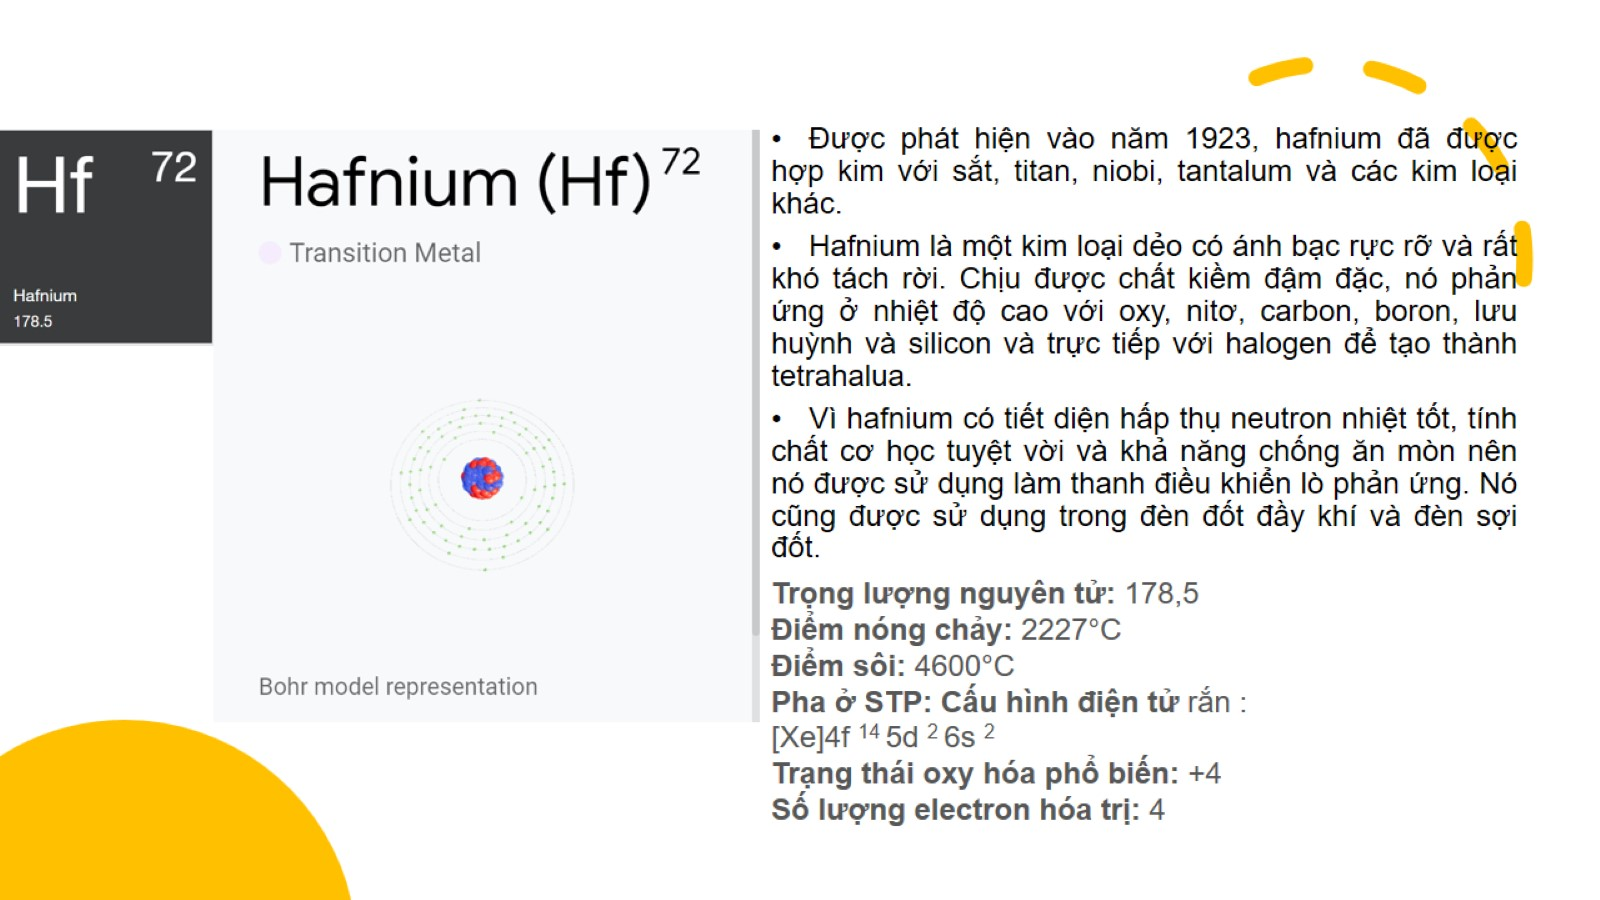 Hf 72
Hafnium
178.5
Hafnium (Hf) 72
Transition Metal
Bohr model representation
• Được phát hiện vào năm 1923, hafnium đã được
hợp kim với sắt, titan, niobi, tantalum và các kim loại
khác.
• Hafnium là một kim loại dẻo có ánh bạc rực rỡ và rất
khó tách rời. Chịu được chất kiềm đậm đặc, nó phản
ứng ở nhiệt độ cao với oxy, nitơ, carbon, boron, lưu
huỳnh và silicon và trực tiếp với halogen để tạo thành
tetrahalua.
• Vì hafnium có tiết diện hấp thụ neutron nhiệt tốt, tính
chất cơ học tuyệt vời và khả năng chống ăn mòn nên
nó được sử dụng làm thanh điều khiển lò phản ứng. Nó
cũng được sử dụng trong đèn đốt đầy khí và đèn sợi
đốt.
Trọng lượng nguyên tử: 178,5
Điểm nóng chảy: 2227°C
Điểm sôi: 4600°C
Pha ở STP: Cấu hình điện tử rắn :
[Xe]4f 14 5d 2 6s 2
Trạng thái oxy hóa phổ biến: +4
Số lượng electron hóa trị: 4